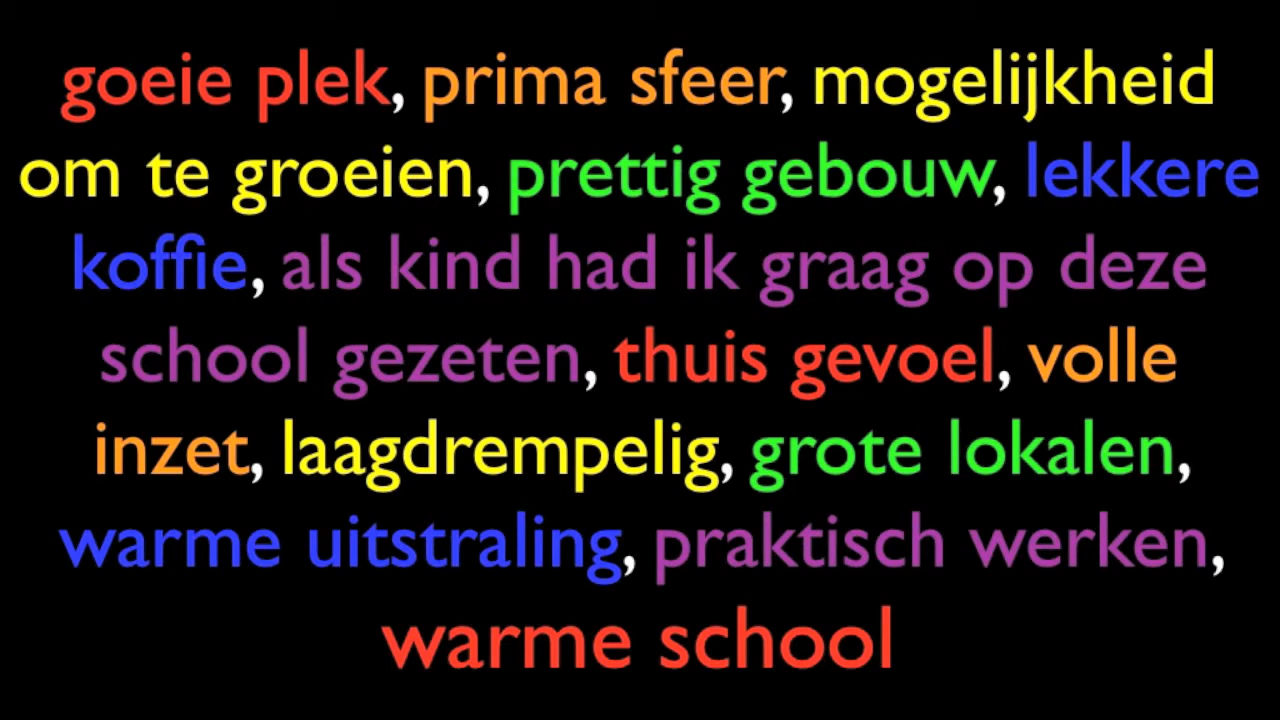 goeie plek, prima sfeer, mogelijkheid
om te groeien, prettig gebouw, lekkere
koffie, als kind had ik graag op deze
school gezeten, thuis gevoel, volle
inzet, laagdrempelig, grote lokalen,
warme uitstraling, praktisch werken,
warme school